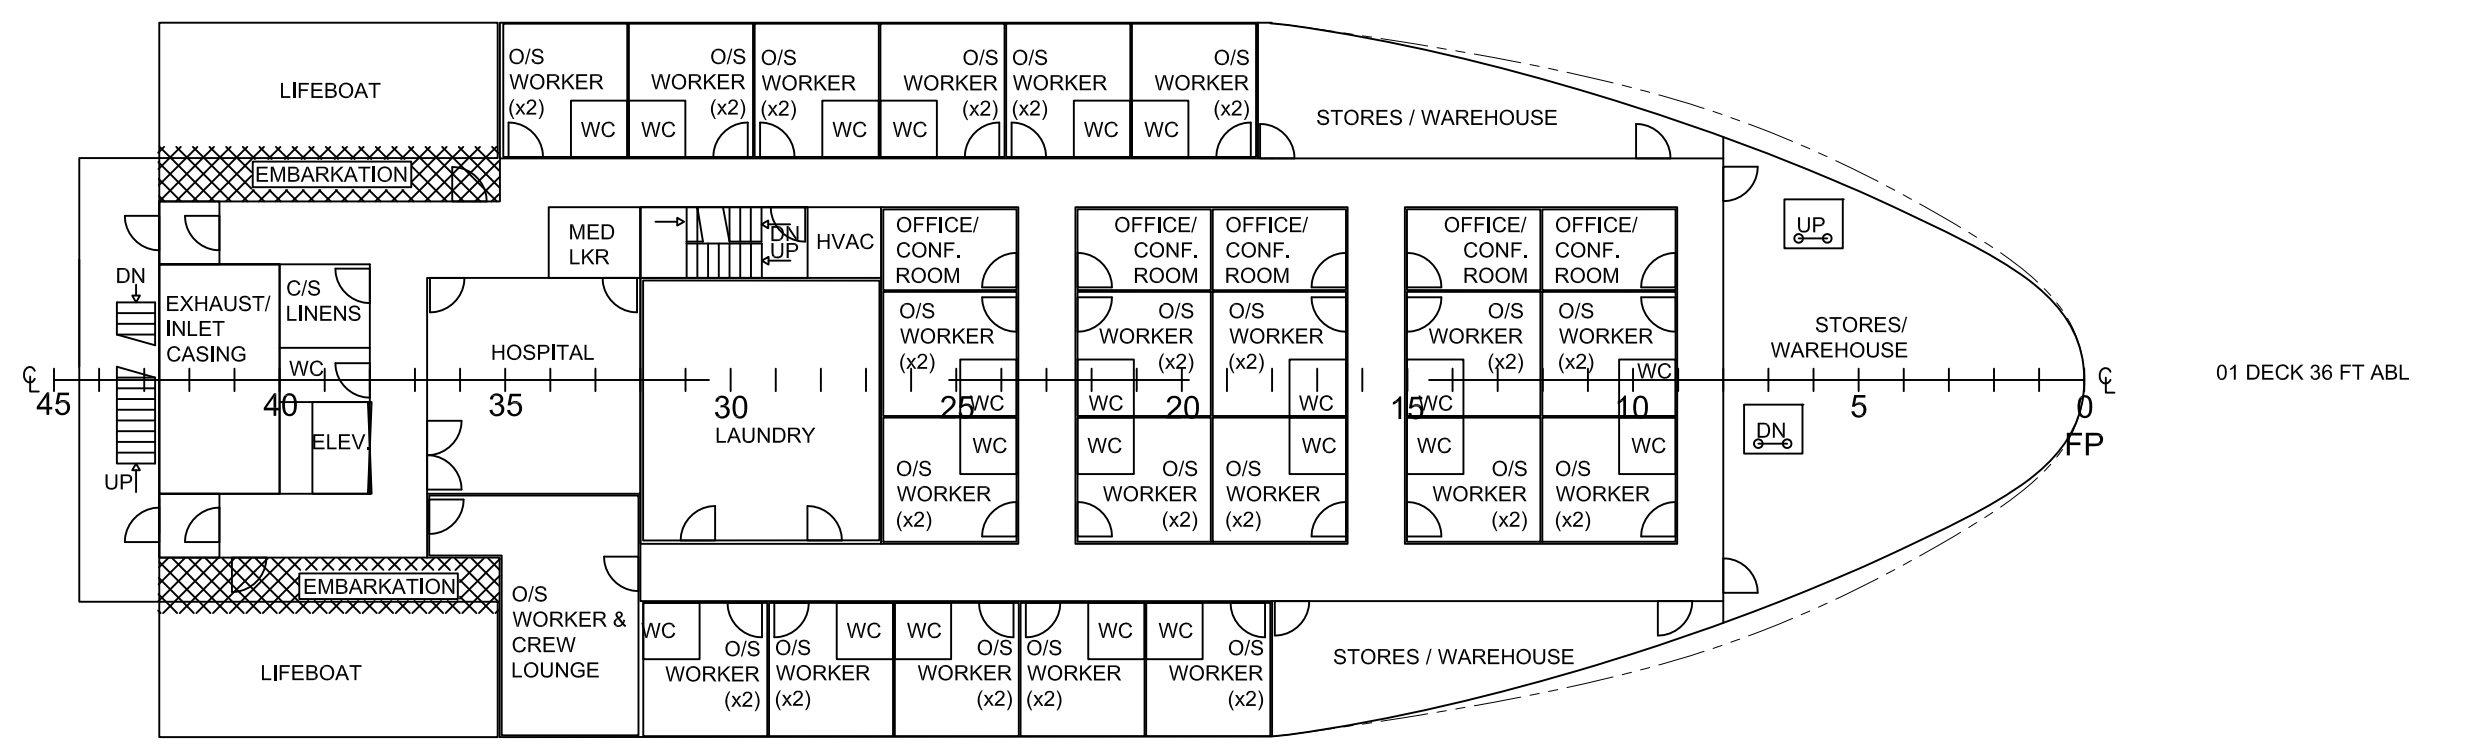 LIFEBOAT
EMBARKATION
O/S
WORKER
(x2)
WC
WC
O/S
WORKER
(x2)
O/S
WORKER
(x2)
WC
WC
O/S
WORKER
(x2)
O/S
WORKER
(x2)
WC
WC
O/S
WORKER
(x2)
STORES / WAREHOUSE
MED
LKR
DN
UP
HVAC
OFFICE/
CONF.
ROOM
OFFICE/
CONF.
ROOM
OFFICE/
CONF.
ROOM
OFFICE/
CONF.
ROOM
OFFICE/
CONF.
ROOM
UP
DN
EXHAUST/
INLET
CASING
C/S
LINENS
WC
ELEV.
UP
HOSPITAL
LAUNDRY
O/S
WORKER
(x2)
WC
O/S
WORKER
(x2)
WC
O/S
WORKER
(x2)
WC
O/S
WORKER
(x2)
WC
O/S
WORKER
(x2)
WC
STORES/
WAREHOUSE
℄ 45 40 35 30 25 20 15 10 5 0 ℄
FP
01 DECK 36 FT ABL
WC
O/S
WORKER
(x2)
WC
O/S
WORKER
(x2)
WC
O/S
WORKER
(x2)
WC
O/S
WORKER
(x2)
WC
O/S
WORKER
(x2)
DN
EMBARKATION
LIFEBOAT
O/S
WORKER &
CREW
LOUNGE
WC
O/S
WORKER
(x2)
O/S
WORKER
(x2)
WC
WC
O/S
WORKER
(x2)
O/S
WORKER
(x2)
WC
WC
O/S
WORKER
(x2)
STORES / WAREHOUSE